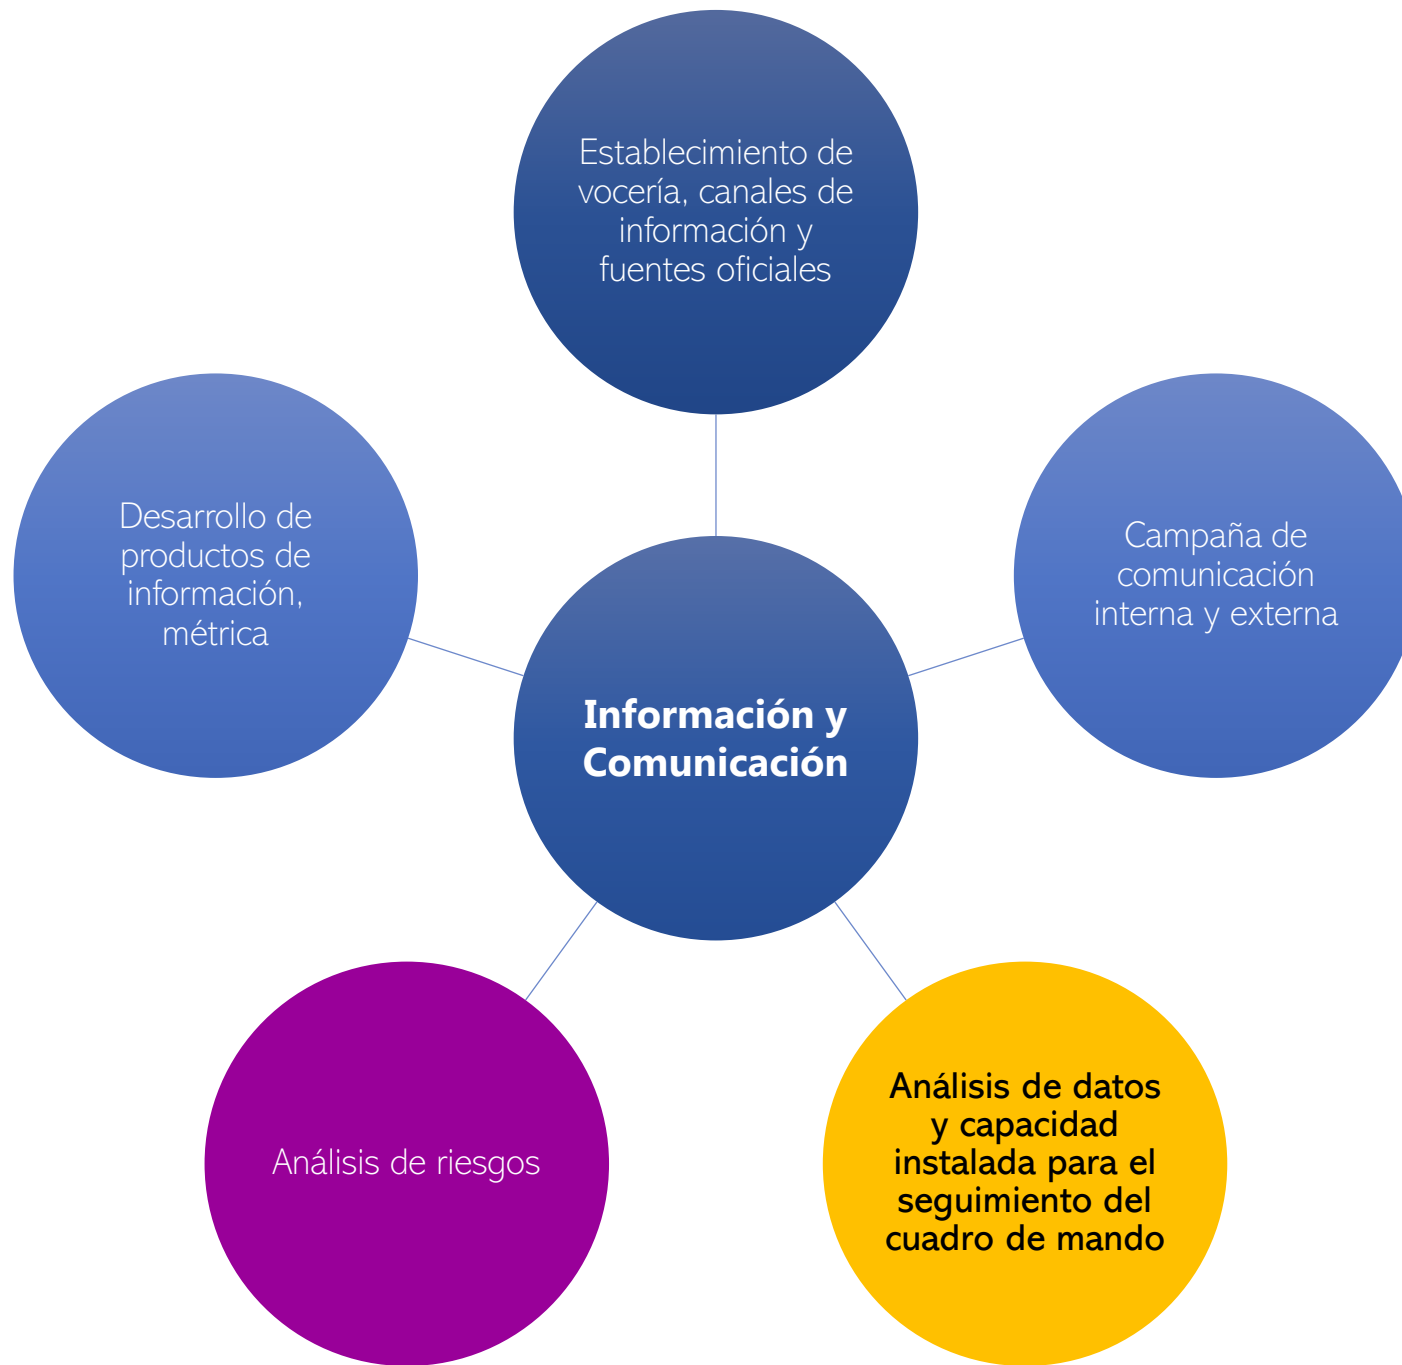 Establecimiento de
vocería, canales de
información y
fuentes oficiales
Desarrollo de
productos de
información,
métrica
Campaña de
comunicación
interna y externa
Información y
Comunicación
Análisis de riesgos
Análisis de datos
y capacidad
instalada para el
seguimiento del
cuadro de mando